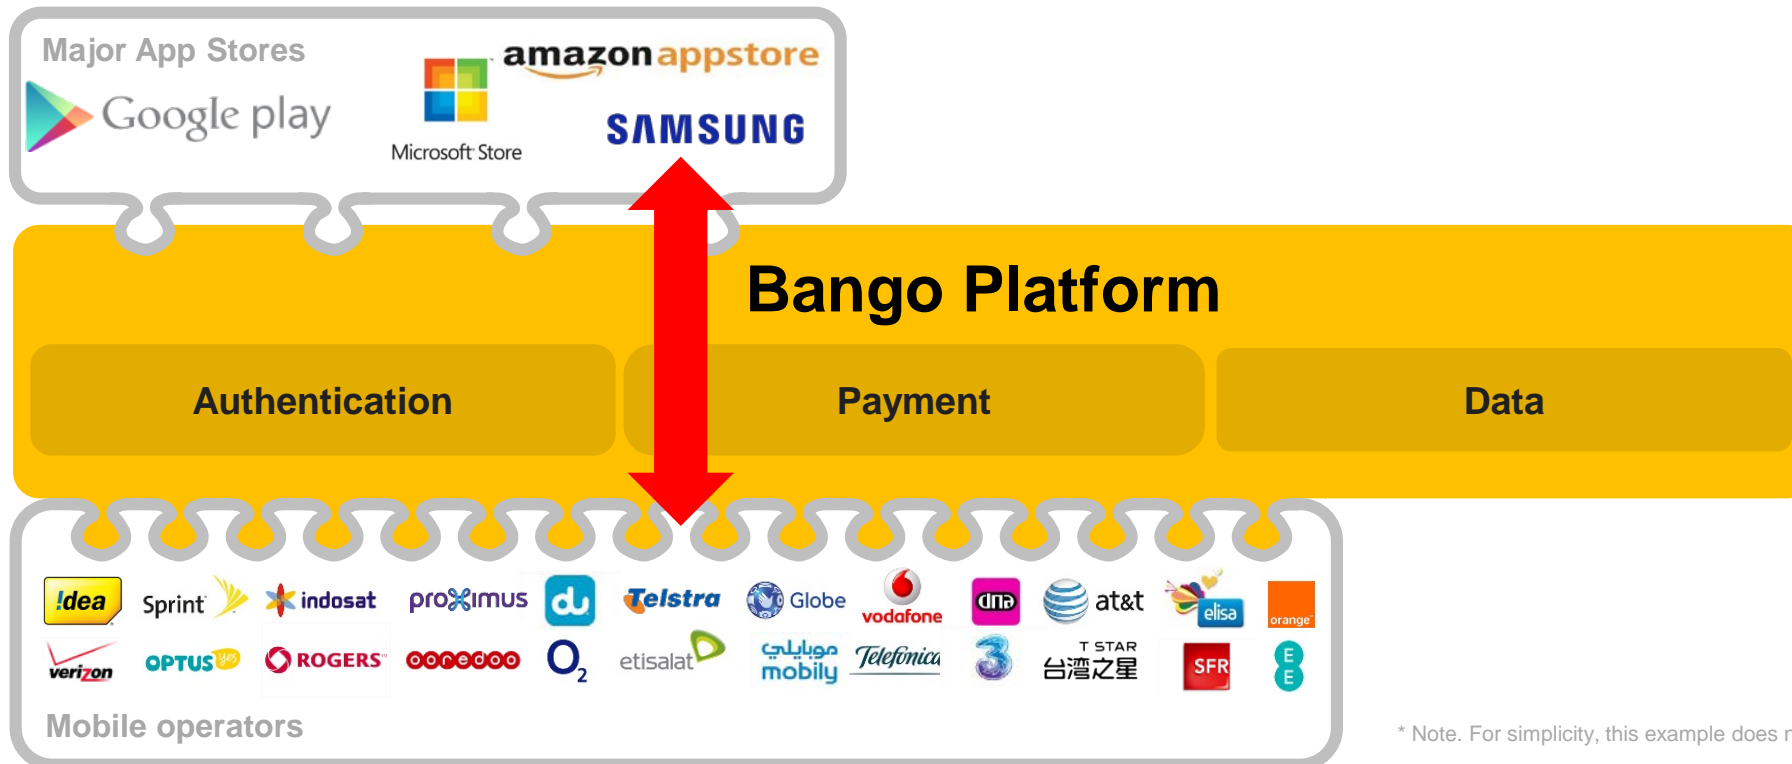 Major App Stores
amazon appstore
Google play
SAMSUNG
Microsoft Store
Bango Platform
Authentication
Payment
Data
!dea
Sprint
indosat
proximus
du
Telstra
Globe
vodafone
DNA
at&t
elisa
orange
verizon
OPTUS yes
ROGERS
ooredoo
O2
etisalat
موبايلي
mobily
Telefonica
3
T STAR
台湾之星
SFR
EE
Mobile operators
* Note. For simplicity, this example does n